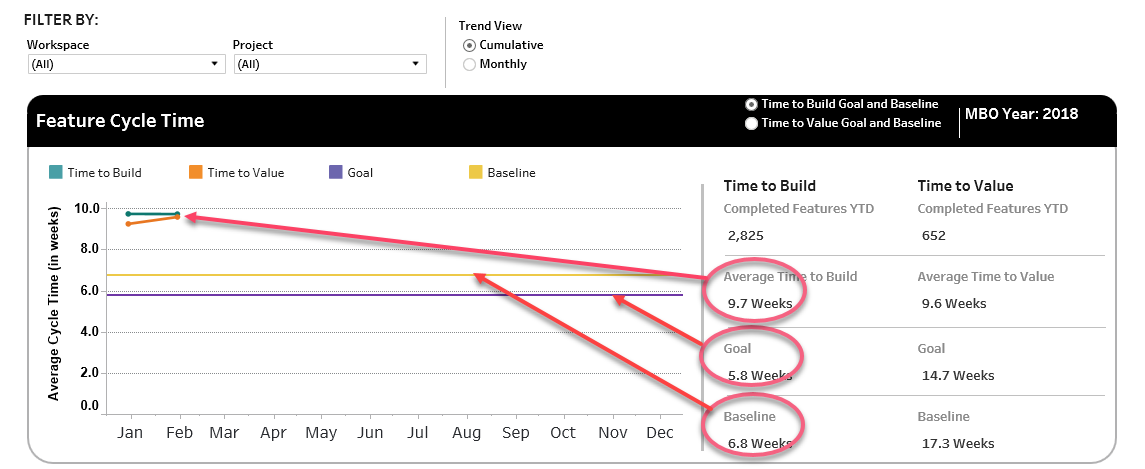 FILTER BY:
Workspace
Project
(All)
(All)
Trend View
Cumulative
Monthly
Feature Cycle Time
Time to Build Goal and Baseline
Time to Value Goal and Baseline
MBO Year: 2018
Time to Build
Time to Value
Goal
Baseline
Average Cycle Time (in weeks)
10.0
8.0
6.0
4.0
2.0
0.0
Jan Feb Mar Apr May Jun Jul Aug Sep Oct Nov Dec
Time to Build
Time to Value
Completed Features YTD
Completed Features YTD
2,825
652
Average Time to Build
Average Time to Value
9.7 Weeks
9.6 Weeks
Goal
Goal
5.8 Weeks
14.7 Weeks
Baseline
Baseline
6.8 Weeks
17.3 Weeks